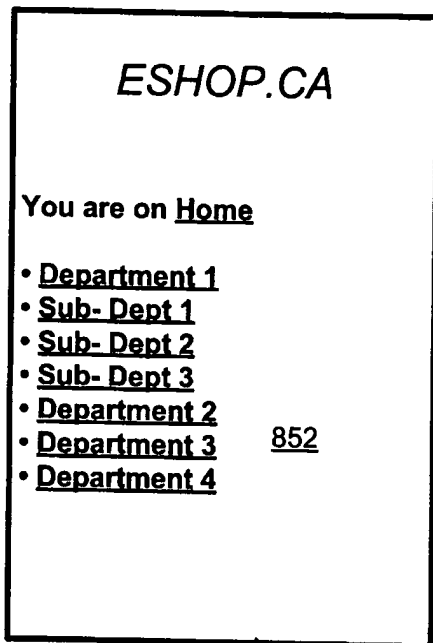 ESHOP.CA
You are on Home
• Department 1
• Sub- Dept 1
• Sub- Dept 2
• Sub- Dept 3
• Department 2
• Department 3 852
• Department 4